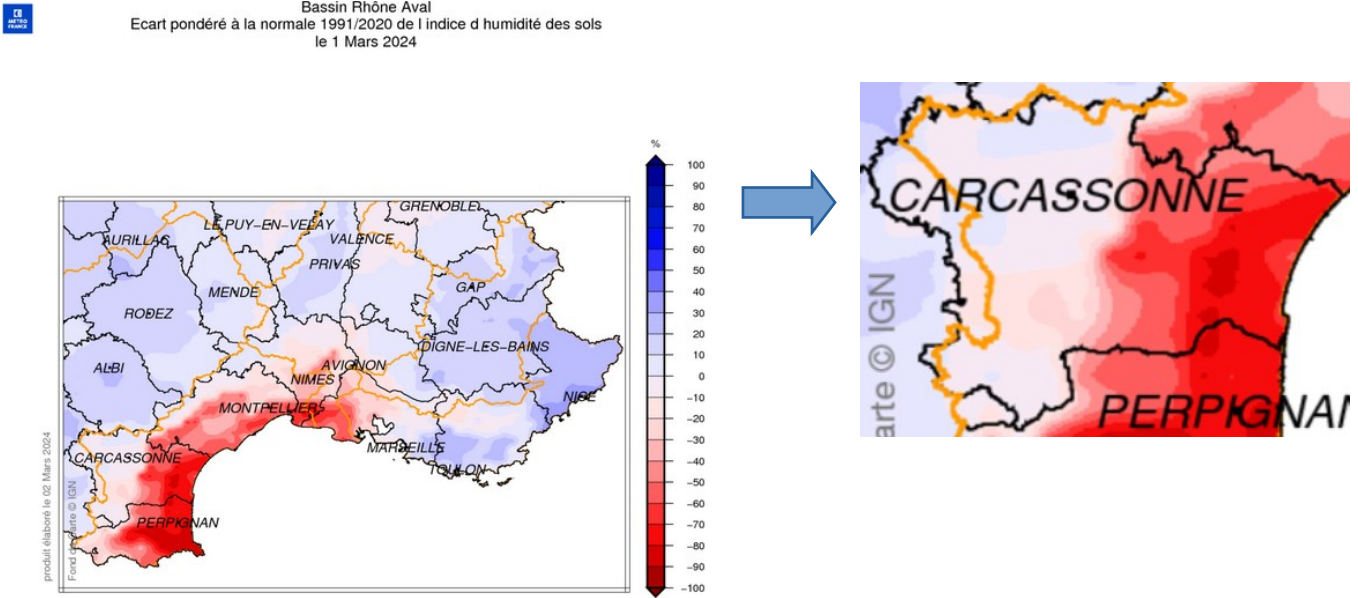 Bassin Rhône Aval
Ecart pondéré à la normale 1991/2020 de l indice d humidité des sols
le 1 Mars 2024
METEO
FRANCE
%
100
90
80
70
60
50
40
30
20
10
0
−10
−20
−30
−40
−50
−60
−70
−80
−90
−100
GRENOBLE
LE PUY−EN−VELAY
AURILLAC
VALENCE
PRIVAS
MENDE
GAP
RODEZ
DIGNE−LES−BAINS
ALBI
AVIGNON
NIMES
NICE
MONTPELLIER
MARSEILLE
CARCASSONNE
TOULON
PERPIGNAN
produit élaboré le 02 Mars 2024
Fond de carte © IGN
CARCASSONNE
arte © IGN
PERPIGNAN